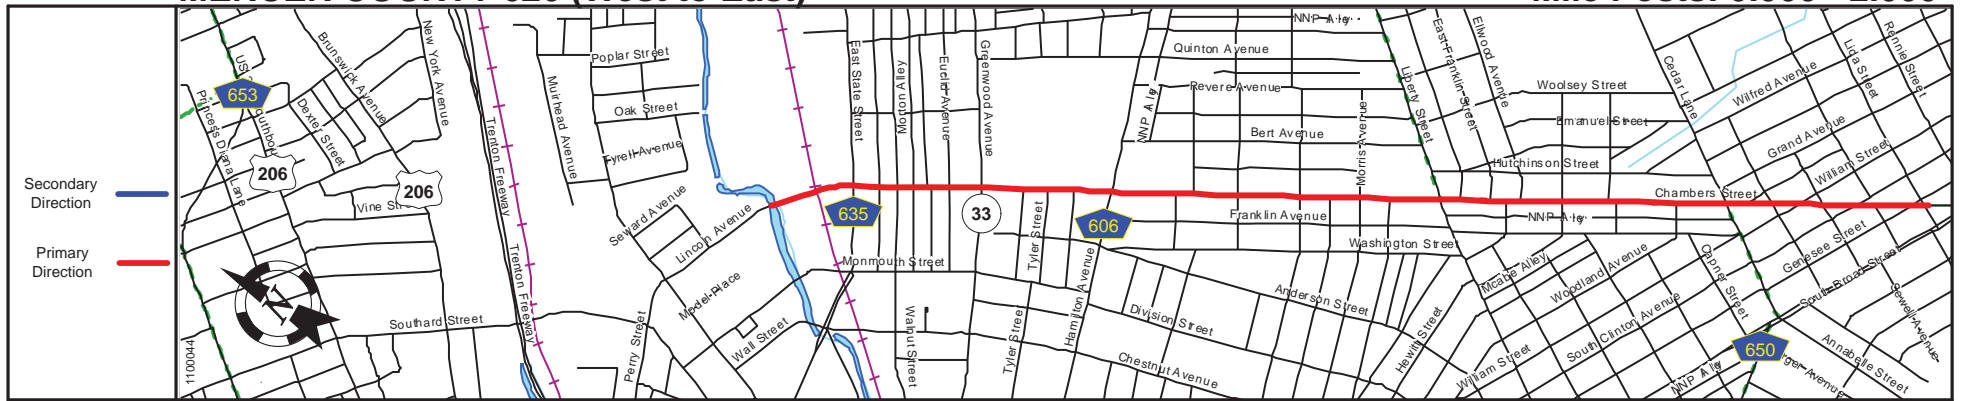 Secondary
Direction
Primary
Direction
653
206
206
635
33
606
650
Princess Diana Lane
Dexter Street
Brunswick Avenue
New York Avenue
Trenton Freeway
Trenton Freeway
Muirhead Avenue
Poplar Street
Oak Street
Tyrell Avenue
Seward Avenue
Lincoln Avenue
Model Place
Wall Street
Perry Street
Southard Street
N
1100044
East State Street
Morton Alley
Euclid Avenue
Greenwood Avenue
Monmouth Street
Walnut Street
Tyler Street
Tyler Street
Hamilton Avenue
NNP Aly
NNP Aly
Quinton Avenue
Revere Avenue
Bert Avenue
Morris Avenue
Franklin Avenue
Washington Street
Anderson Street
Division Street
Chestnut Avenue
Hewitt Street
Liberty Street
East Franklin Street
Ellwood Avenue
Woolsey Street
Emanuel Street
Hutchinson Street
Chambers Street
NNP Aly
Mcabe Alley
Woodland Avenue
South Clinton Avenue
William Street
NNP Aly
Cedar Lane
Wilfred Avenue
Grand Avenue
William Street
Lida Street
Rennie Street
Genesee Street
South Broad Street
Sewell Avenue
Annabelle Street